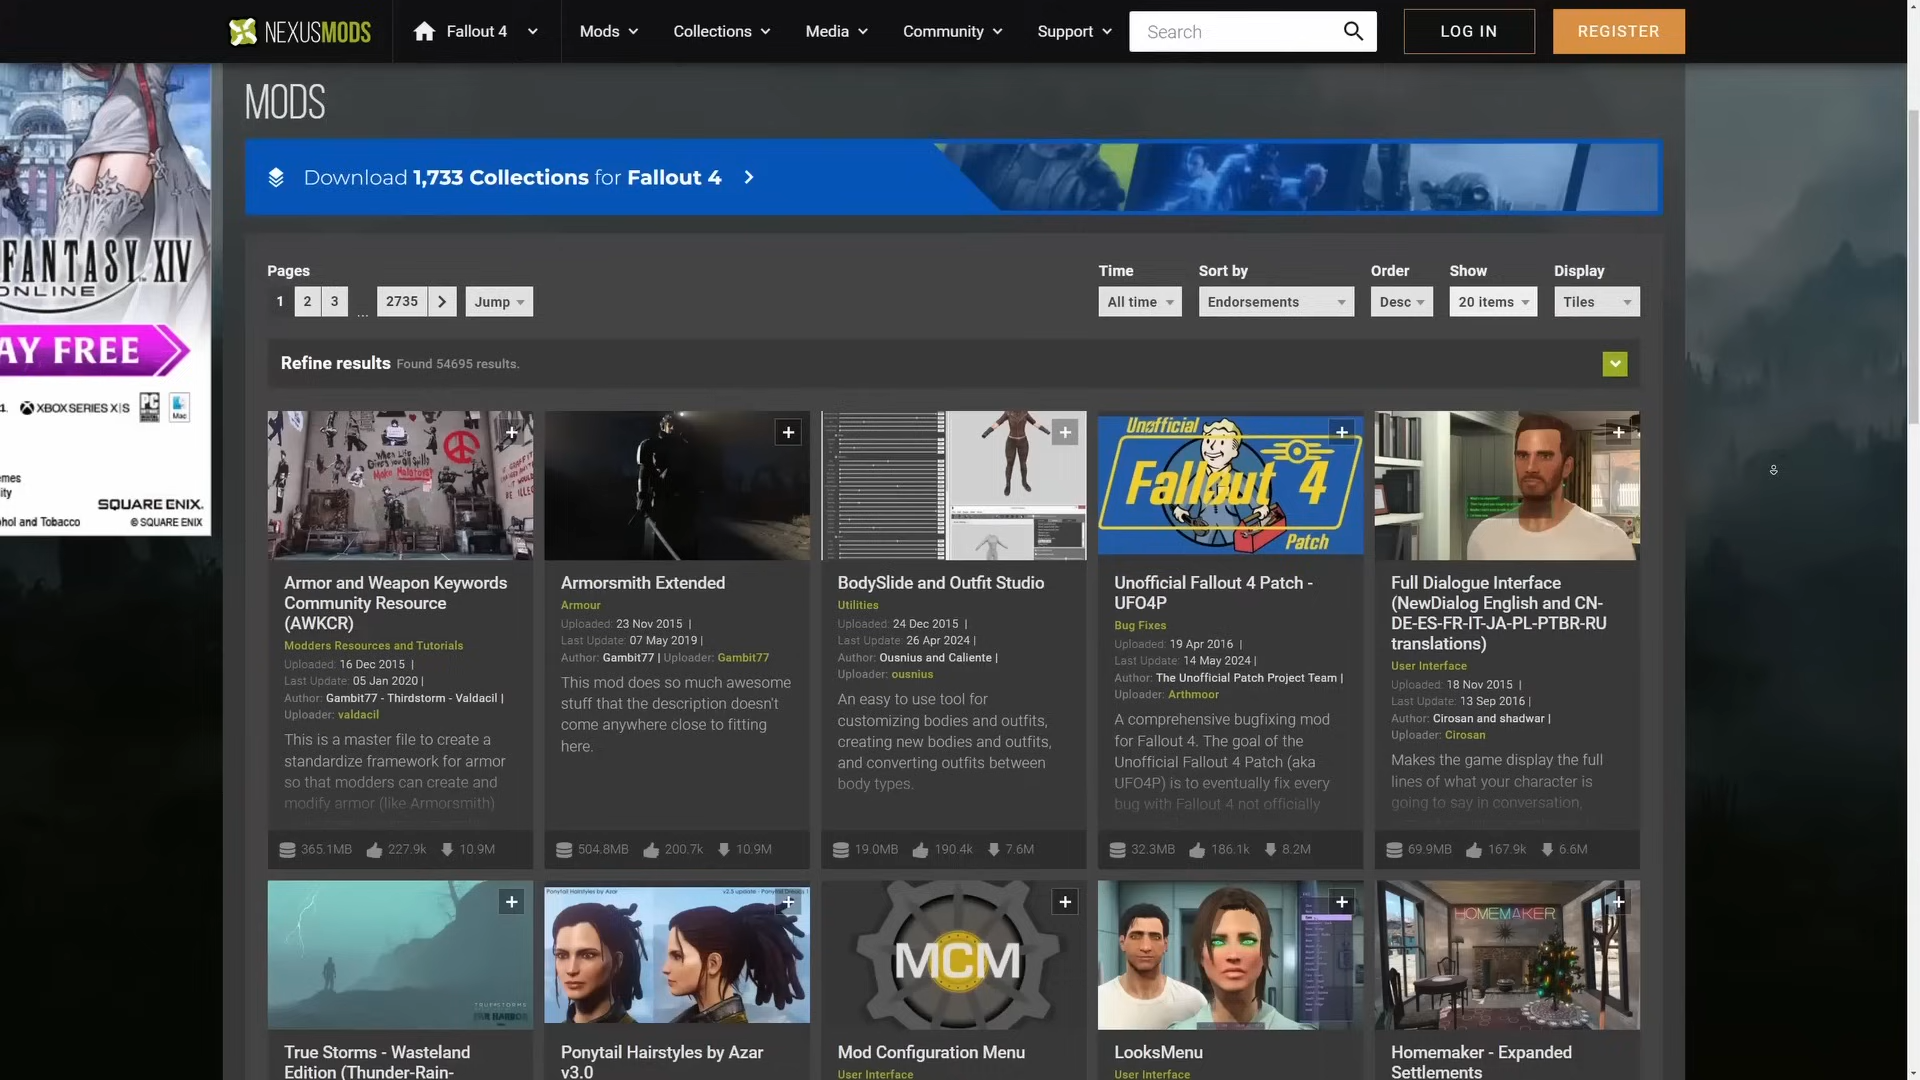 NEXUSMODS
Fallout 4
Mods
Collections
Media
Community
Support
Search
LOG IN
REGISTER
MODS
Download 1,733 Collections for Fallout 4
FANTASY XIV
ONLINE
AY FREE
XBOX SERIES X|S
PC
Mac
SQUARE ENIX.
© SQUARE ENIX
Pages
1
2
3
...
2735
Jump
Time
All time
Sort by
Endorsements
Order
Desc
Show
20 items
Display
Tiles
Refine results Found 54695 results.
Armor and Weapon Keywords
Community Resource
(AWKCR)
Modders Resources and Tutorials
Uploaded: 16 Dec 2015 |
Last Update: 05 Jan 2020 |
Author: Gambit77 - Thirdstorm - Valdacil |
Uploader: valdacil
This is a master file to create a
standardize framework for armor
so that modders can create and
modify armor (like Armorsmith)
365.1MB 227.9k 10.9M
Armorsmith Extended
Armour
Uploaded: 23 Nov 2015 |
Last Update: 07 May 2019 |
Author: Gambit77 | Uploader: Gambit77
This mod does so much awesome
stuff that the description doesn't
come anywhere close to fitting
here.
504.8MB 200.7k 10.9M
BodySlide and Outfit Studio
Utilities
Uploaded: 24 Dec 2015 |
Last Update: 26 Apr 2024 |
Author: Ousnius and Caliente |
Uploader: ousnius
An easy to use tool for
customizing bodies and outfits,
creating new bodies and outfits,
and converting outfits between
body types.
19.0MB 190.4k 7.6M
Unofficial
Fallout 4
Patch
Unofficial Fallout 4 Patch -
UFO4P
Bug Fixes
Uploaded: 19 Apr 2016 |
Last Update: 14 May 2024 |
Author: The Unofficial Patch Project Team |
Uploader: Arthmoor
A comprehensive bugfixing mod
for Fallout 4. The goal of the
Unofficial Fallout 4 Patch (aka
UFO4P) is to eventually fix every
bug with Fallout 4 not officially
32.3MB 186.1k 8.2M
Full Dialogue Interface
(NewDialog English and CN-
DE-ES-FR-IT-JA-PL-PTBR-RU
translations)
User Interface
Uploaded: 18 Nov 2015 |
Last Update: 13 Sep 2016 |
Author: Cirosan and shadwar |
Uploader: Cirosan
Makes the game display the full
lines of what your character is
going to say in conversation,
69.9MB 167.9k 6.6M
TRUE STORMS
FAR HARBOR
True Storms - Wasteland
Edition (Thunder-Rain-
Ponytail Hairstyles by Azar
Ponytail Hairstyles by Azar
v3.0
MCM
Mod Configuration Menu
User Interface
LooksMenu
User Interface
HOMEMAKER
Homemaker - Expanded
Settlements